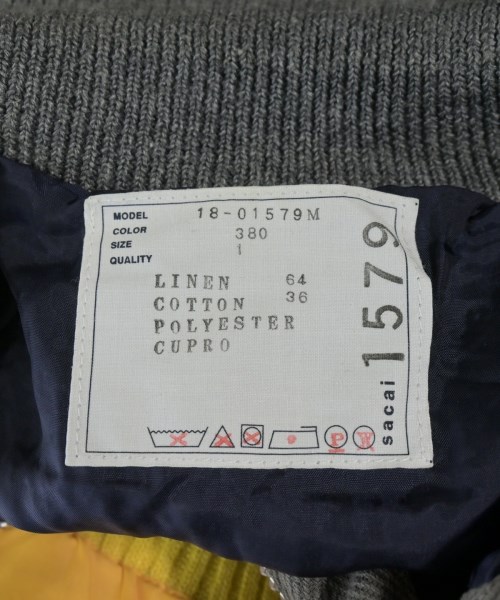 MODEL 18-01579M
COLOR 380
SIZE 1
QUALITY
LINEN 64
COTTON 36
POLYESTER
CUPRO
sacai 1579
P W